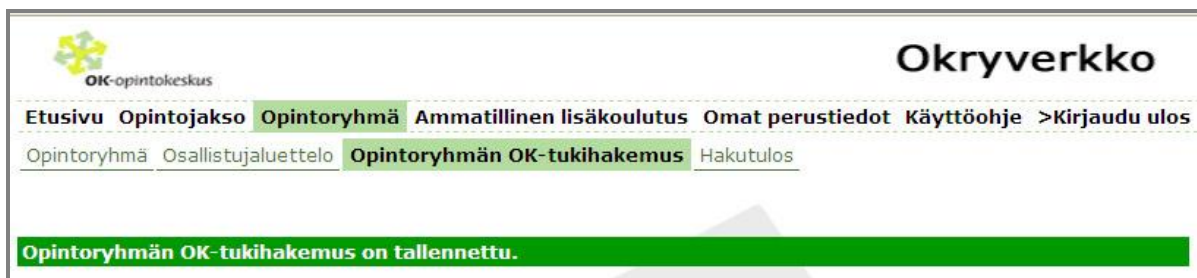 OK-opintokeskus
Okryverkko
Etusivu Opintojakso Opintoryhmä Ammatillinen lisäkoulutus Omat perustiedot Käyttöohje >Kirjaudu ulos
Opintoryhmä Osallistujaluettelo Opintoryhmän OK-tukihakemus Hakutulos
Opintoryhmän OK-tukihakemus on tallennettu.